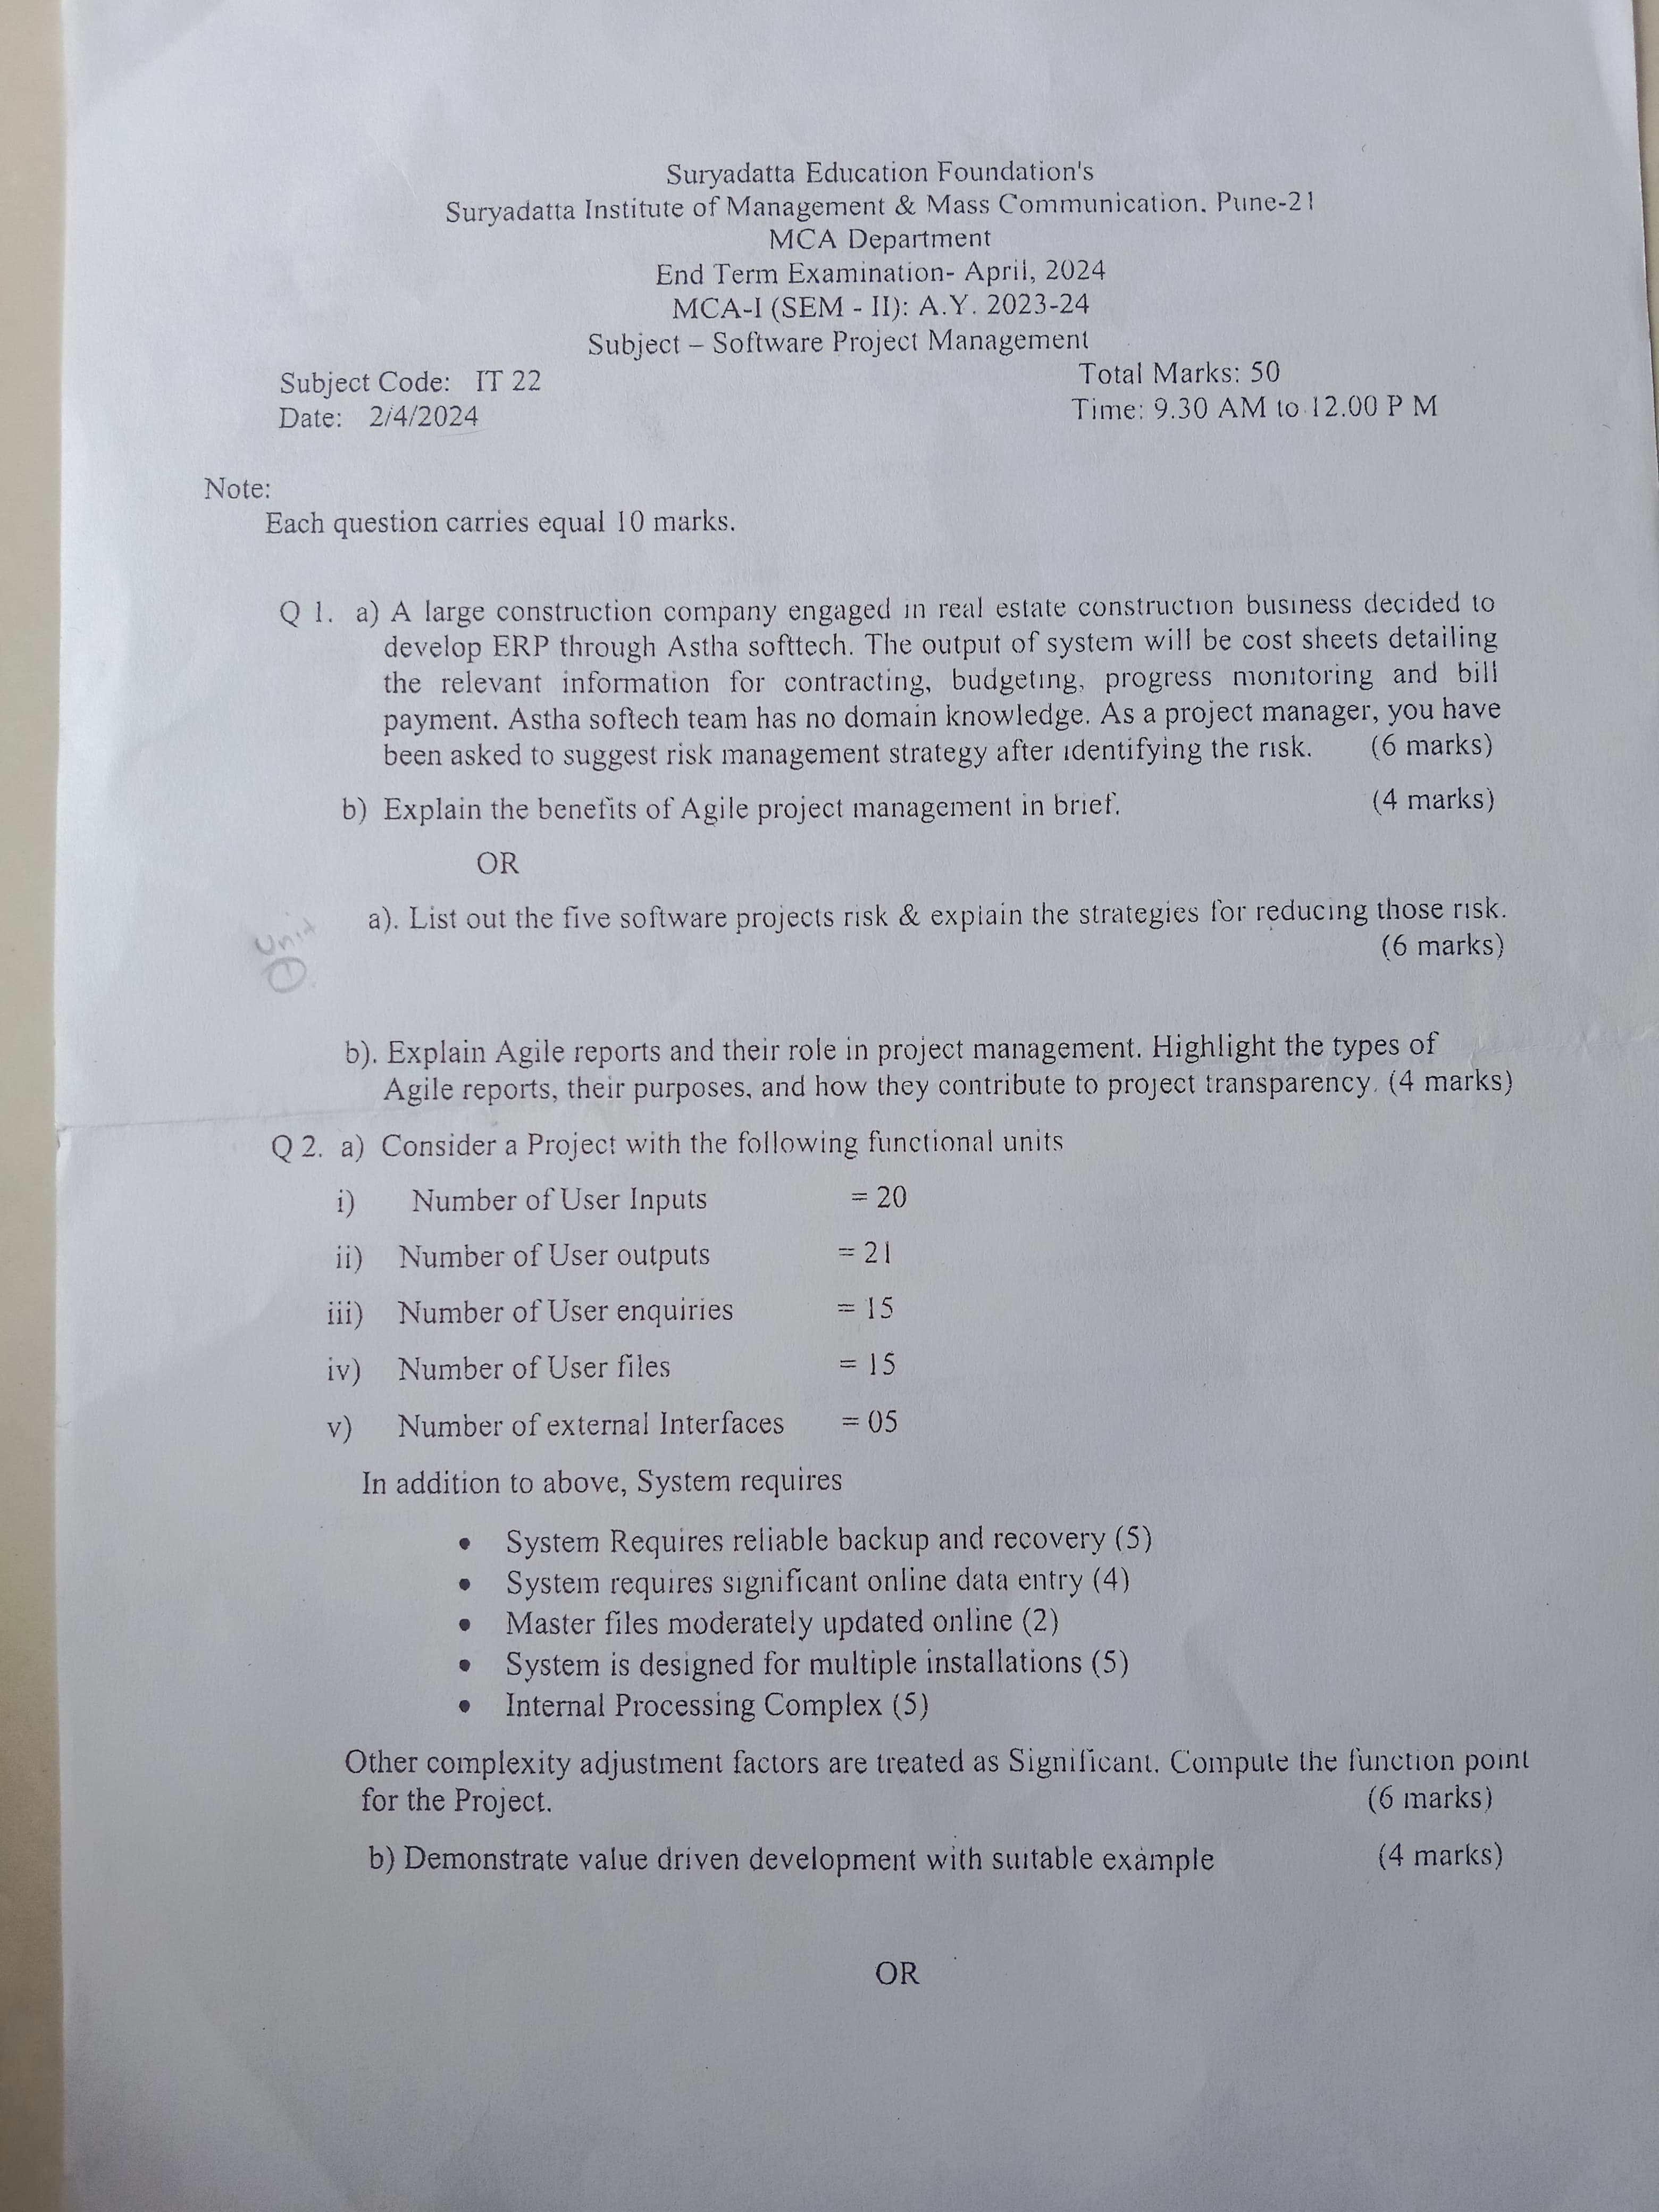 Suryadatta Education Foundation's
Suryadatta Institute of Management & Mass Communication. Pune-21
MCA Department
End Term Examination- April, 2024
MCA-I (SEM - II): A.Y. 2023-24
Subject – Software Project Management
Subject Code: IT 22 Total Marks: 50
Date: 2/4/2024 Time: 9.30 AM to 12.00 P M
Note:
Each question carries equal 10 marks.
Q 1. a) A large construction company engaged in real estate construction business decided to
develop ERP through Astha softtech. The output of system will be cost sheets detailing
the relevant information for contracting, budgeting, progress monitoring and bill
payment. Astha softech team has no domain knowledge. As a project manager, you have
been asked to suggest risk management strategy after identifying the risk. (6 marks)
b) Explain the benefits of Agile project management in brief. (4 marks)
OR
a). List out the five software projects risk & explain the strategies for reducing those risk.
(6 marks)
Unit
1
b). Explain Agile reports and their role in project management. Highlight the types of
Agile reports, their purposes, and how they contribute to project transparency. (4 marks)
Q 2. a) Consider a Project with the following functional units
i) Number of User Inputs = 20
ii) Number of User outputs = 21
iii) Number of User enquiries = 15
iv) Number of User files = 15
v) Number of external Interfaces = 05
In addition to above, System requires
• System Requires reliable backup and recovery (5)
• System requires significant online data entry (4)
• Master files moderately updated online (2)
• System is designed for multiple installations (5)
• Internal Processing Complex (5)
Other complexity adjustment factors are treated as Significant. Compute the function point
for the Project. (6 marks)
b) Demonstrate value driven development with suitable example (4 marks)
OR